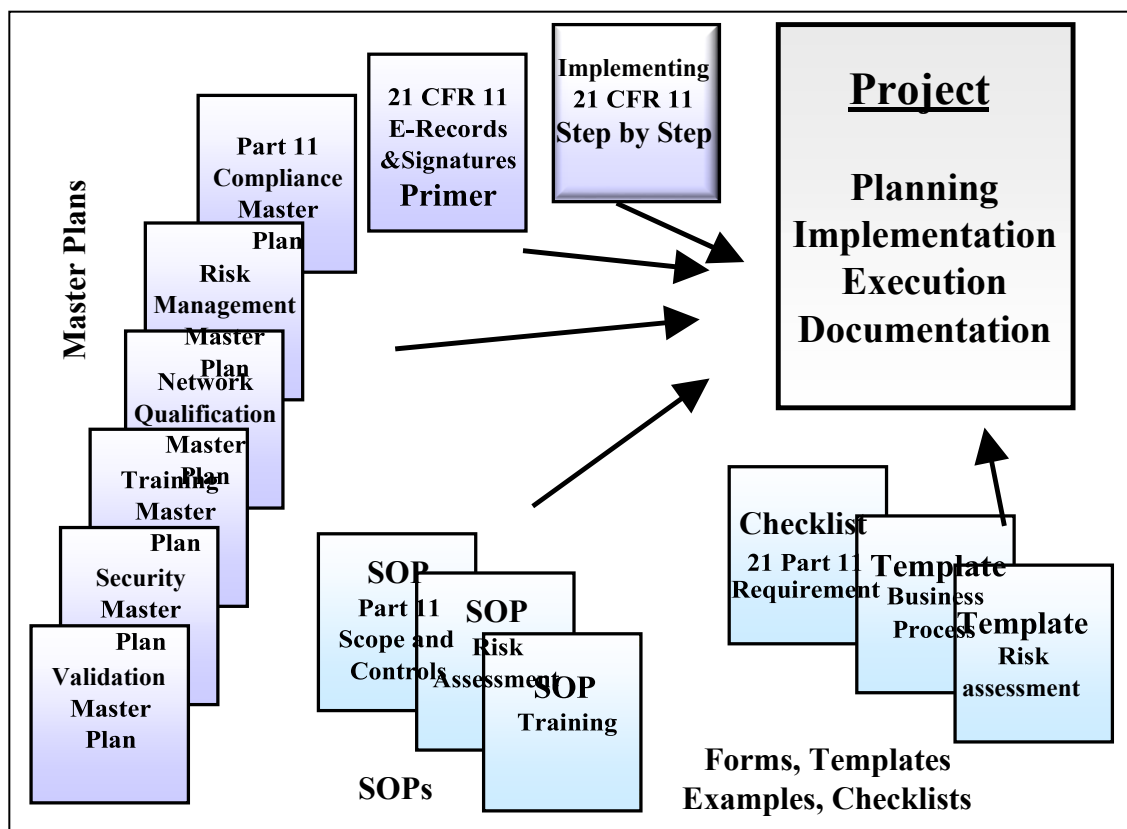 Master Plans
Part 11
Compliance
Master
Plan
Risk
Management
Master
Plan
Network
Qualification
Master
Plan
Training
Master
Plan
Security
Master
Plan
Validation
Master
Plan
21 CFR 11
E-Records
&Signatures
Primer
Implementing
21 CFR 11
Step by Step
Project
Planning
Implementation
Execution
Documentation
SOP
Part 11
Scope and
Controls
SOP
Risk
Assessment
SOP
Training
SOPs
Checklist
21 Part 11
Requirement
Template
Business
Process
Template
Risk
assessment
Forms, Templates
Examples, Checklists